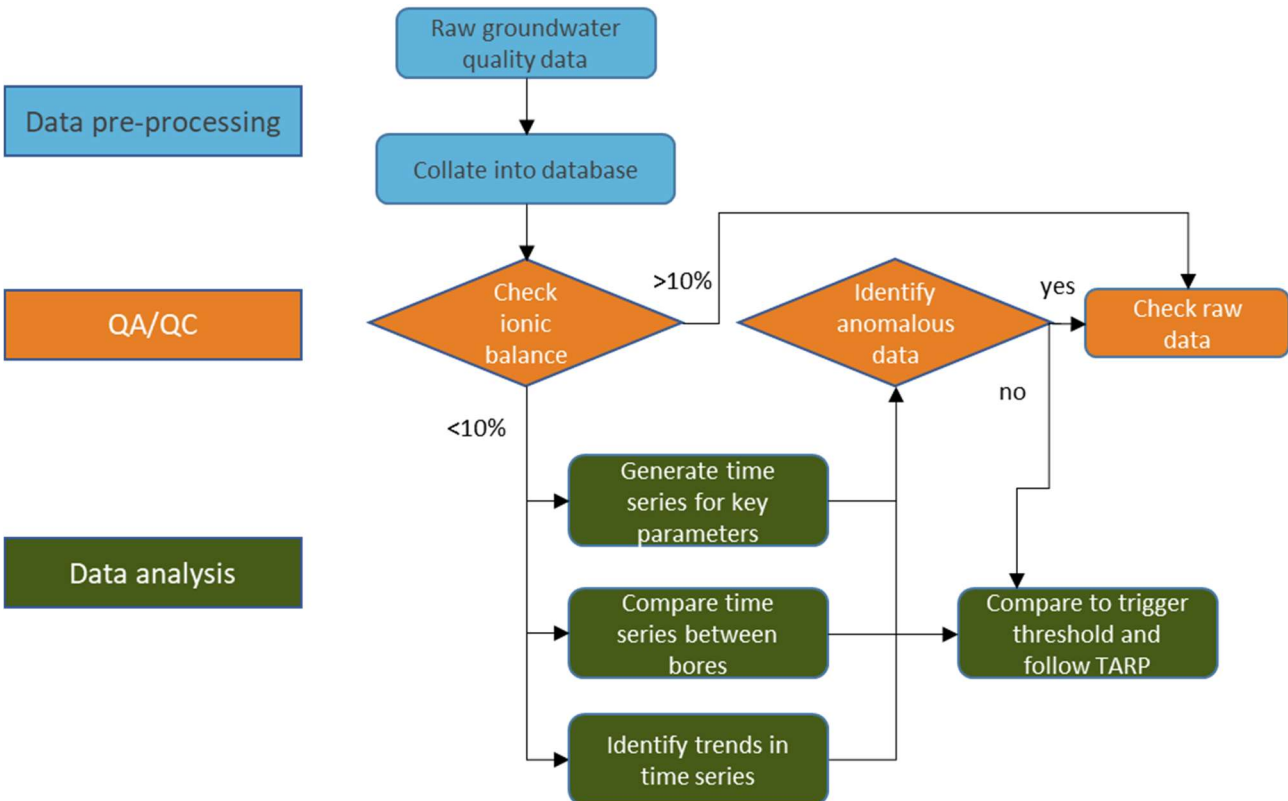 Raw groundwater
quality data
Data pre-processing
Collate into database
>10%
Check
ionic
balance
Identify
anomalous
data
yes
Check raw
data
QA/QC
no
<10%
Generate time
series for key
parameters
Data analysis
Compare time
series between
bores
Compare to trigger
threshold and
follow TARP
Identify trends in
time series